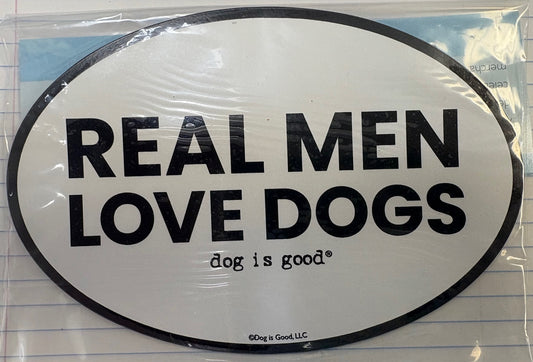 REAL MEN
LOVE DOGS
dog is good®
©Dog is Good, LLC